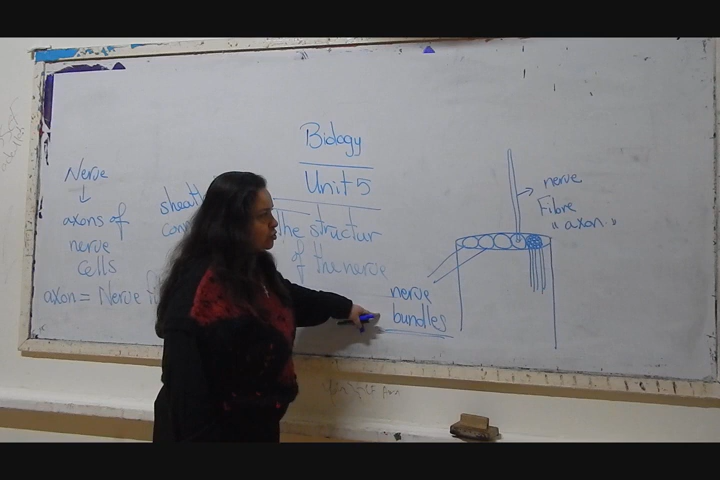 Biology
Unit 5
The structur
of the nerve
Nerve
↓
axons of
nerve
cells
axon = Nerve
sheath
nerve
bundles
nerve
Fibre
"axon"